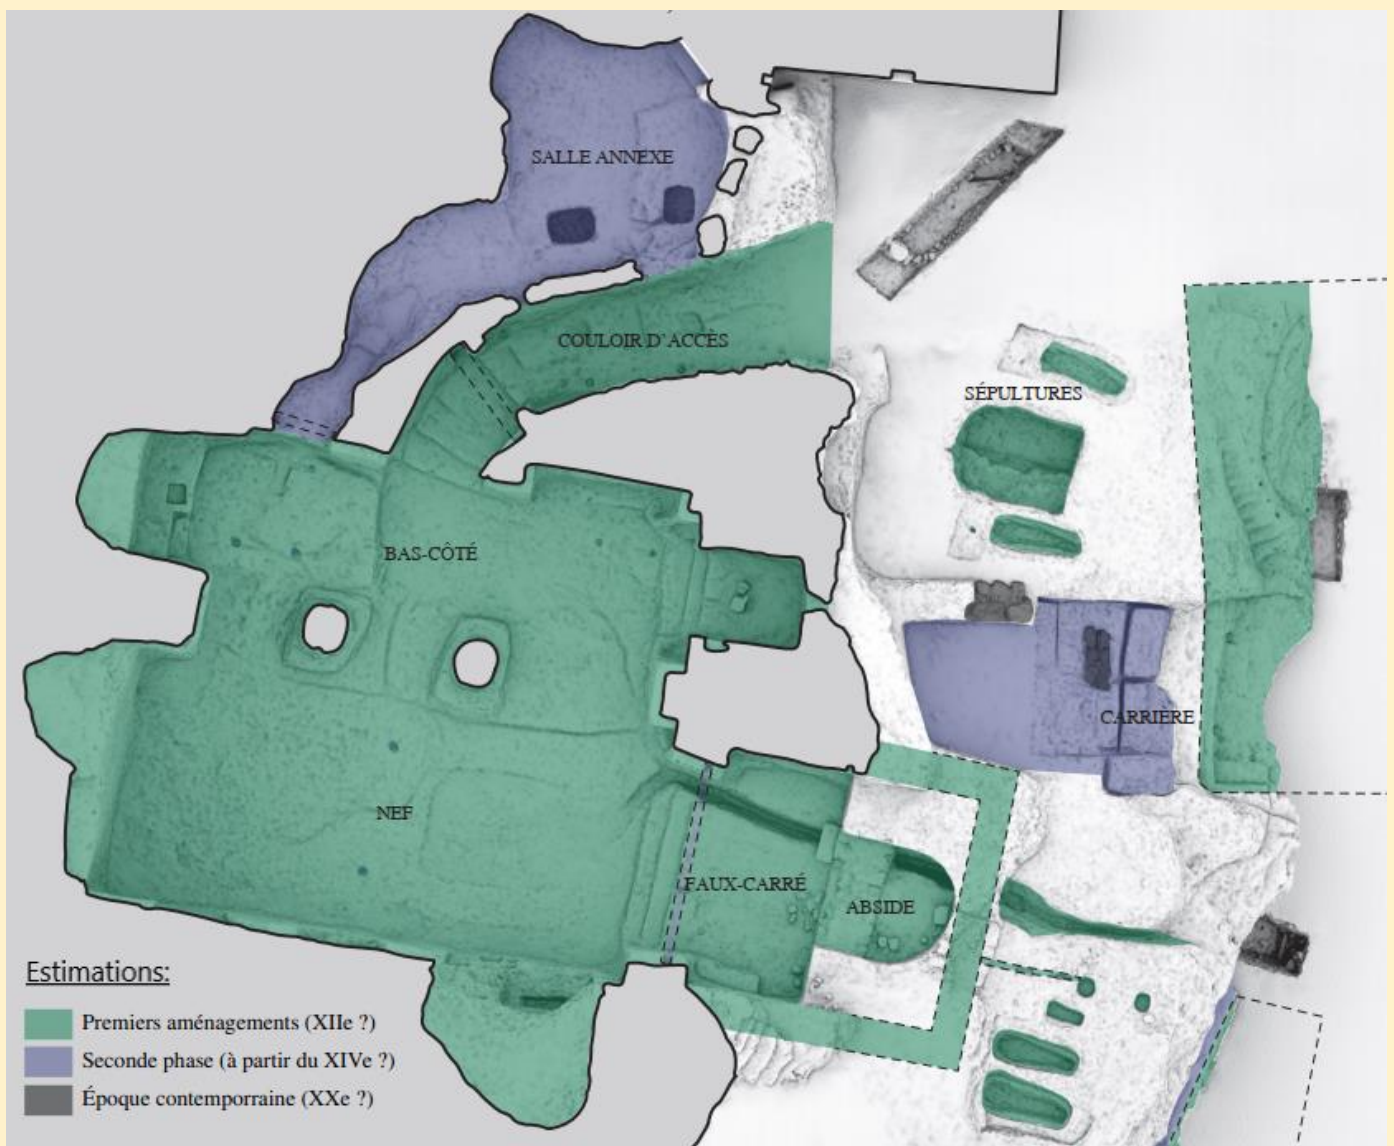 SALLE ANNEXE
COULOIR D'ACCÈS
SÉPULTURES
BAS-CÔTÉ
CARRIÈRE
NEF
FAUX-CARRÉ
ABSIDE
Estimations:
Premiers aménagements (XIIe ?)
Seconde phase (à partir du XIVe ?)
Époque contemporraine (XXe ?)